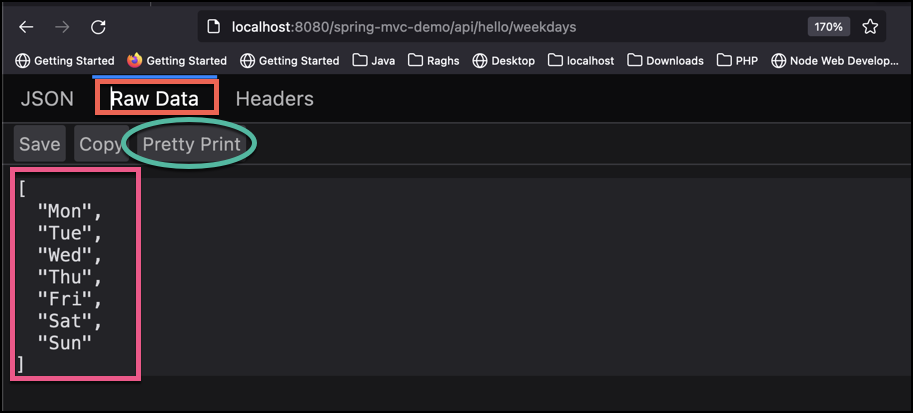 localhost:8080/spring-mvc-demo/api/hello/weekdays 170%
Getting Started Getting Started Getting Started Java Raghs Desktop localhost Downloads PHP Node Web Develop...
JSON Raw Data Headers
Save Copy Pretty Print
[
"Mon",
"Tue",
"Wed",
"Thu",
"Fri",
"Sat",
"Sun"
]